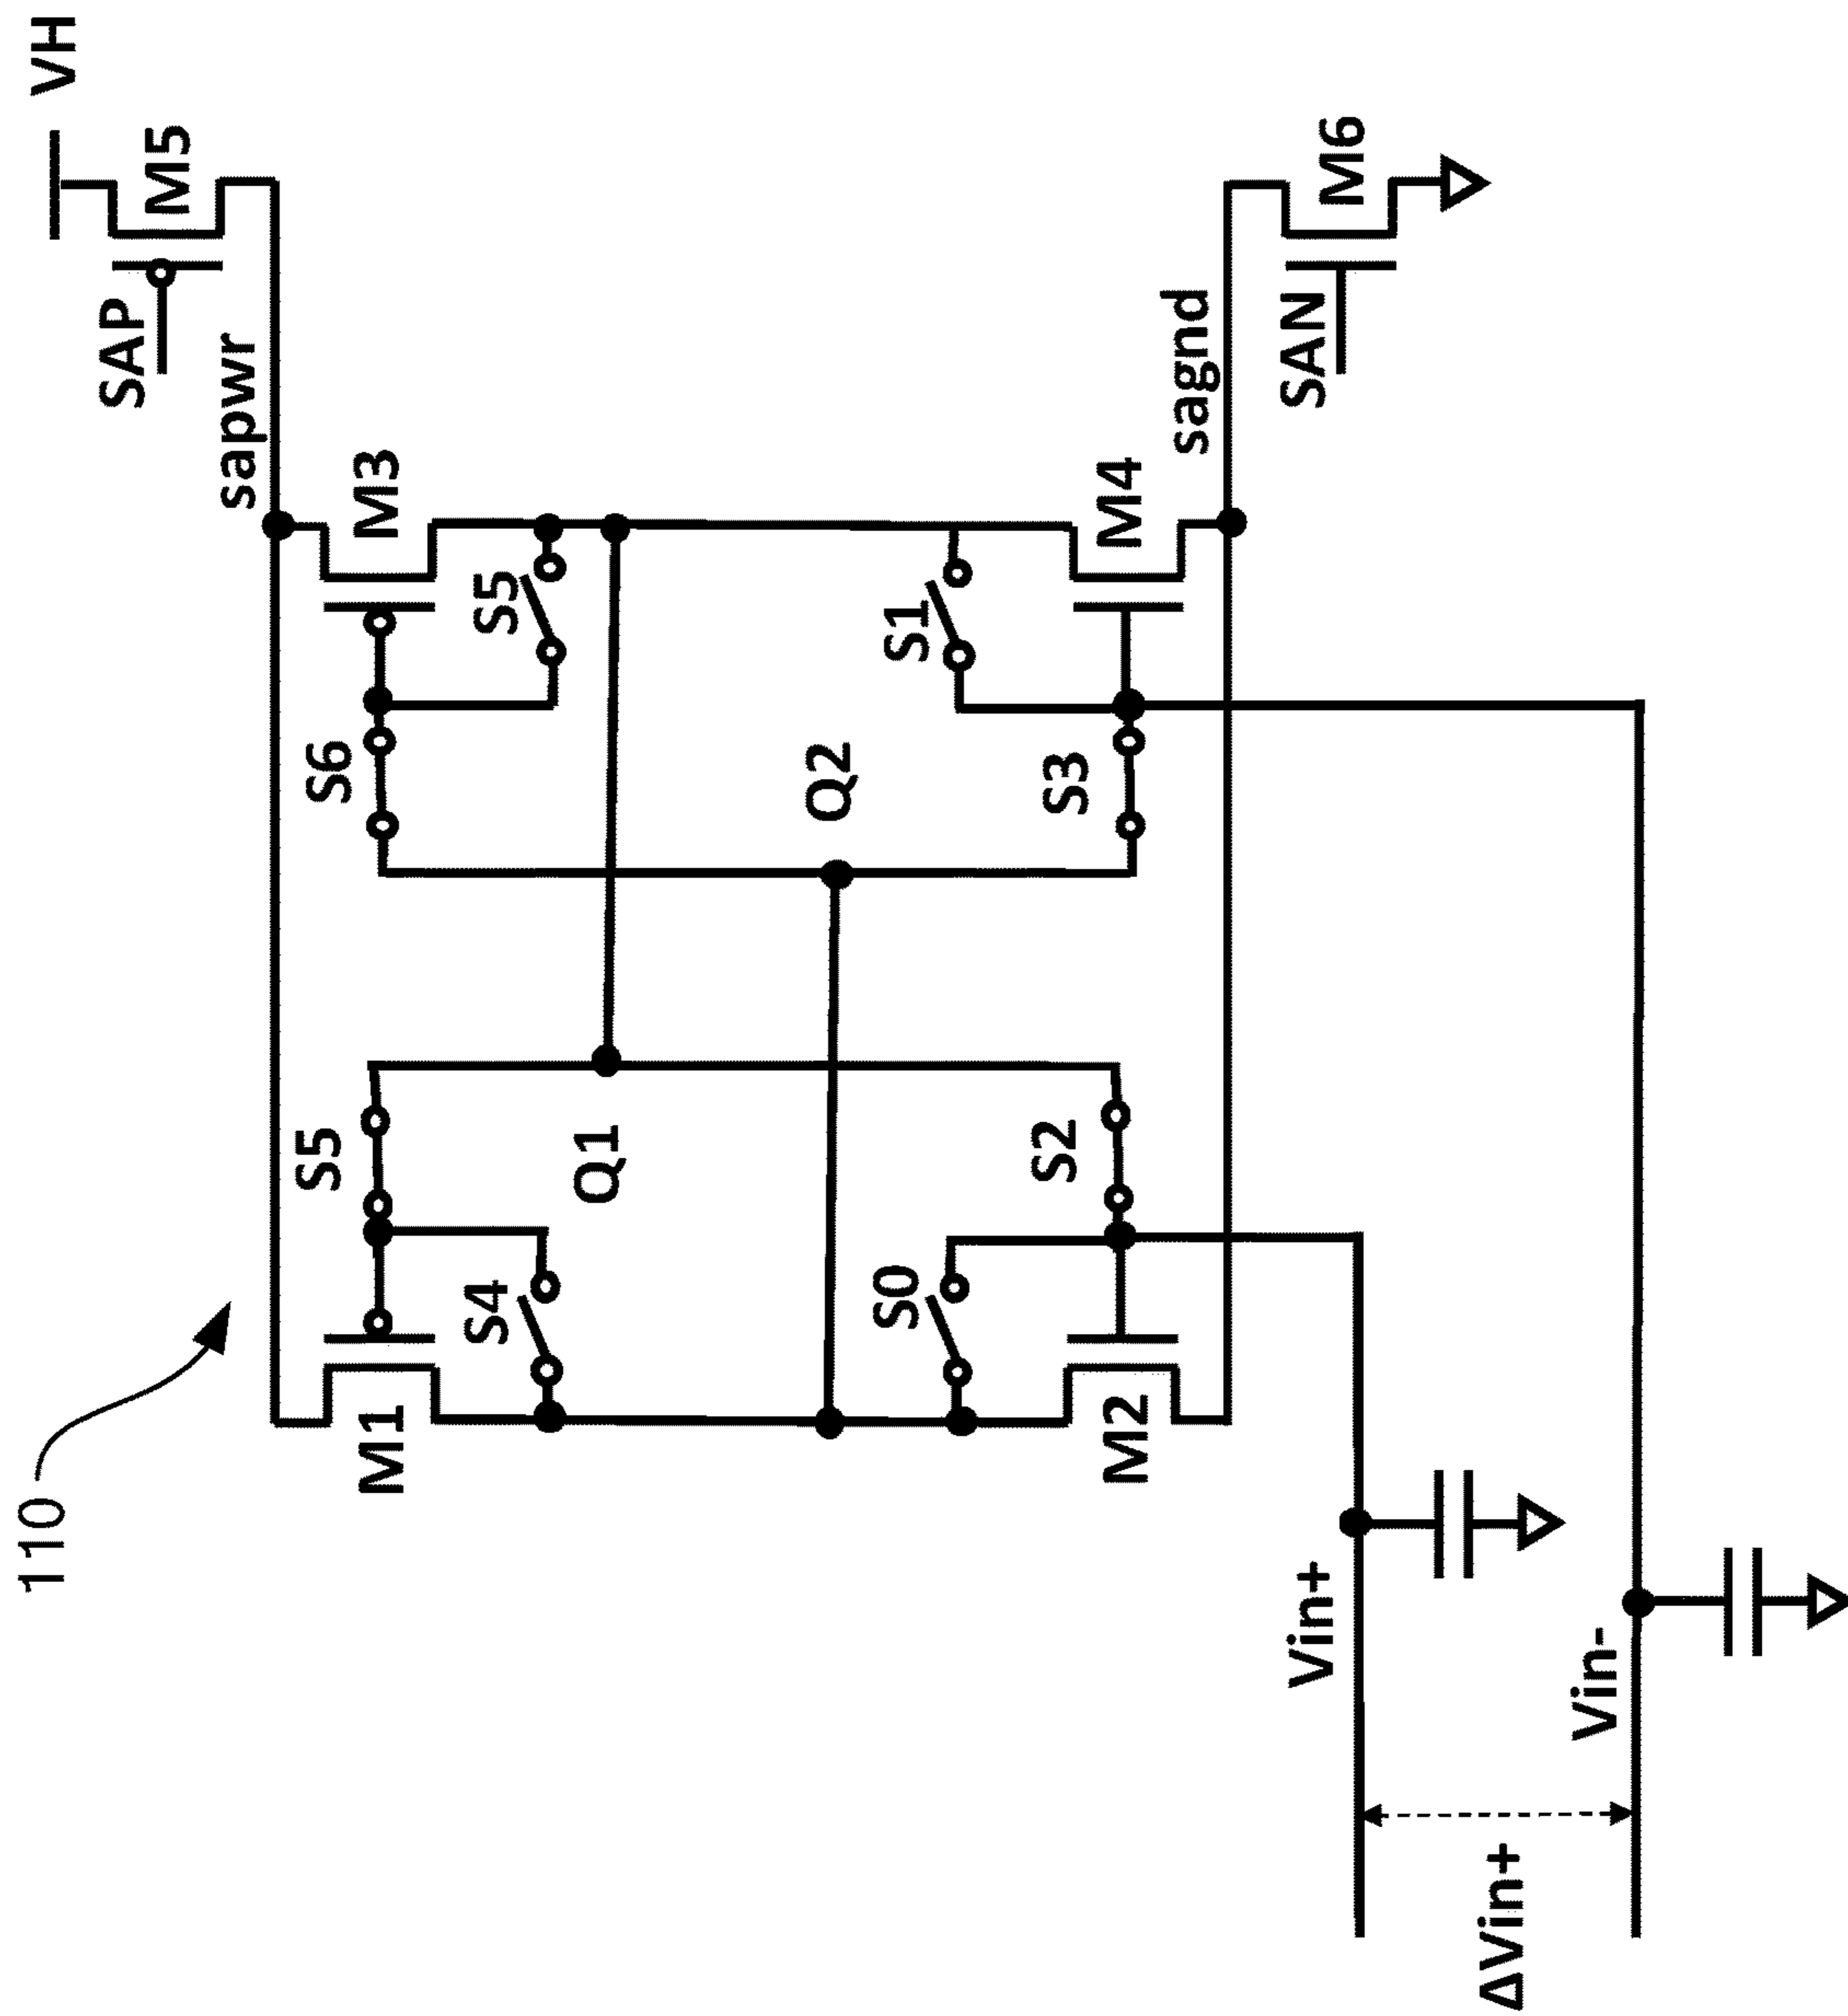 110
VH
SAP
M5
sapwr
M1
S5
S6
M3
S4
S5
Q1
Q2
S0
S1
M2
S2
S3
M4
sagnd
SAN
M6
Vin+
Vin-
ΔVin+